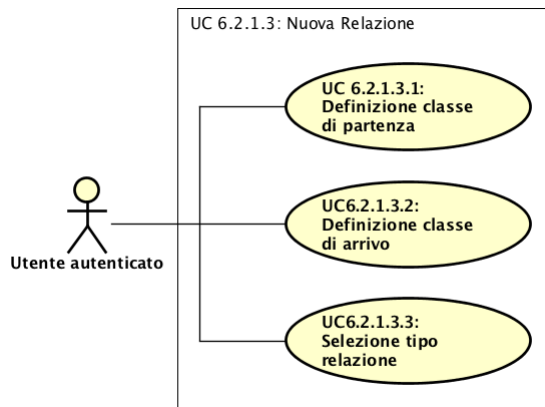 UC 6.2.1.3: Nuova Relazione
UC 6.2.1.3.1:
Definizione classe
di partenza
UC6.2.1.3.2:
Definizione classe
di arrivo
Utente autenticato
UC6.2.1.3.3:
Selezione tipo
relazione